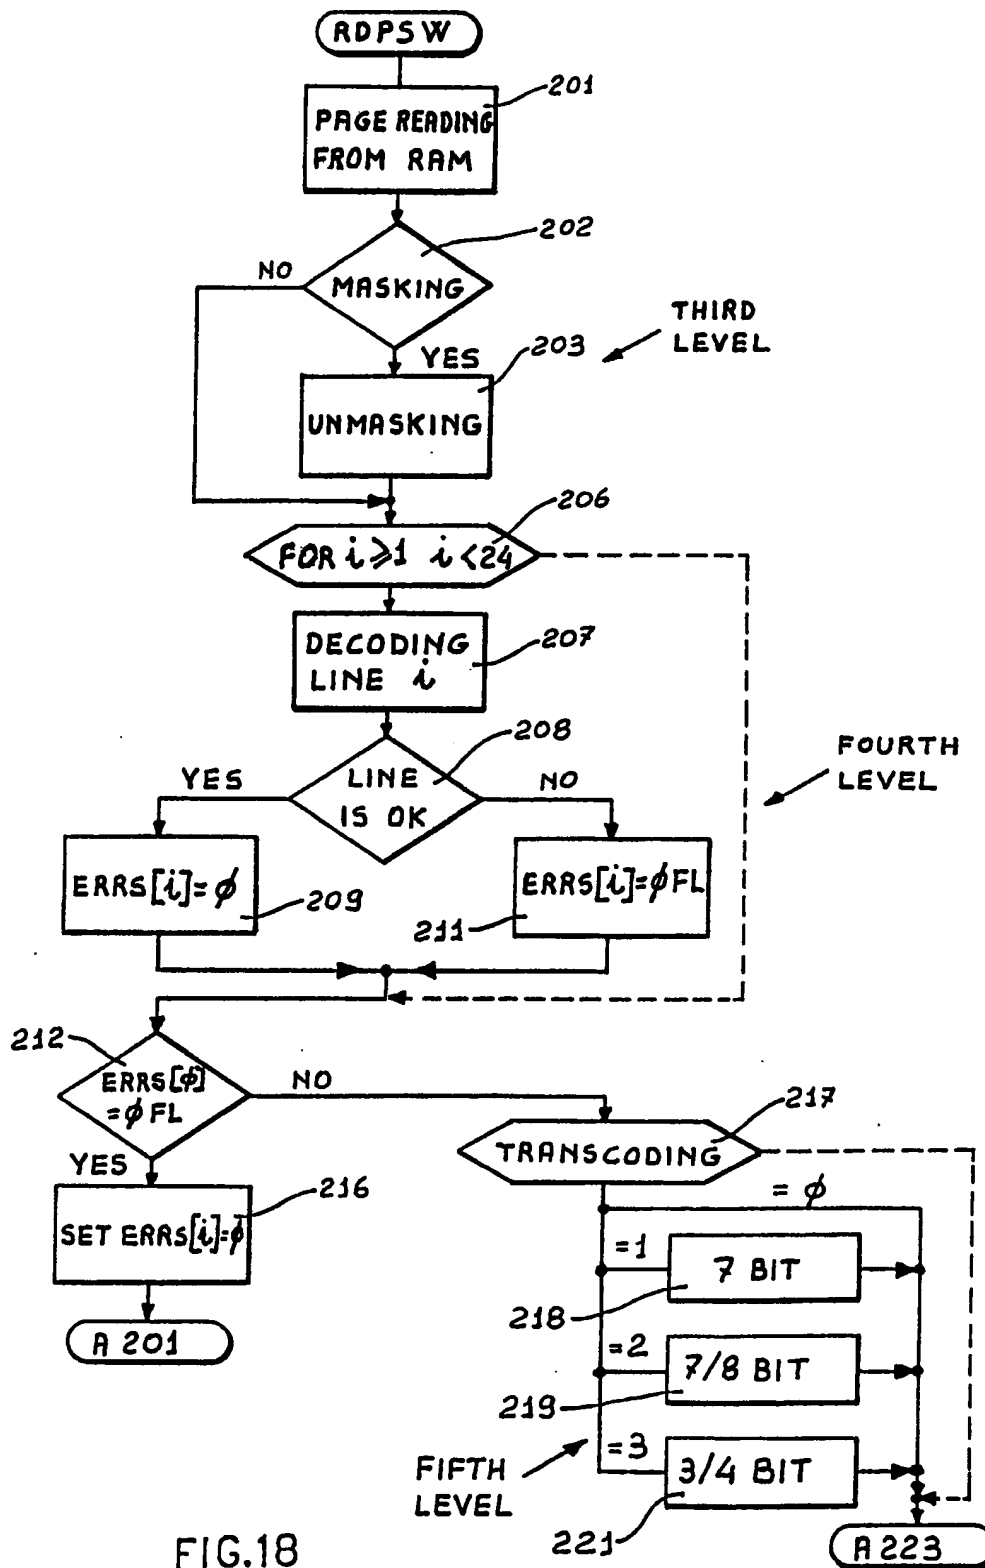 RDPSW
201
PAGE READING
FROM RAM
202
NO
MASKING
THIRD
LEVEL
YES
203
UNMASKING
206
FOR i ≥ 1 i < 24
207
DECODING
LINE i
208
YES
LINE
IS OK
NO
FOURTH
LEVEL
ERRS[i]=ϕ
209
ERRS[i]=ϕFL
211
212
ERRS[ϕ]
=ϕFL
NO
217
TRANSCODING
YES
216
SET ERRS[i]=ϕ
=ϕ
=1
7 BIT
218
A 201
=2
7/8 BIT
219
=3
3/4 BIT
221
FIFTH
LEVEL
A 223
FIG.18